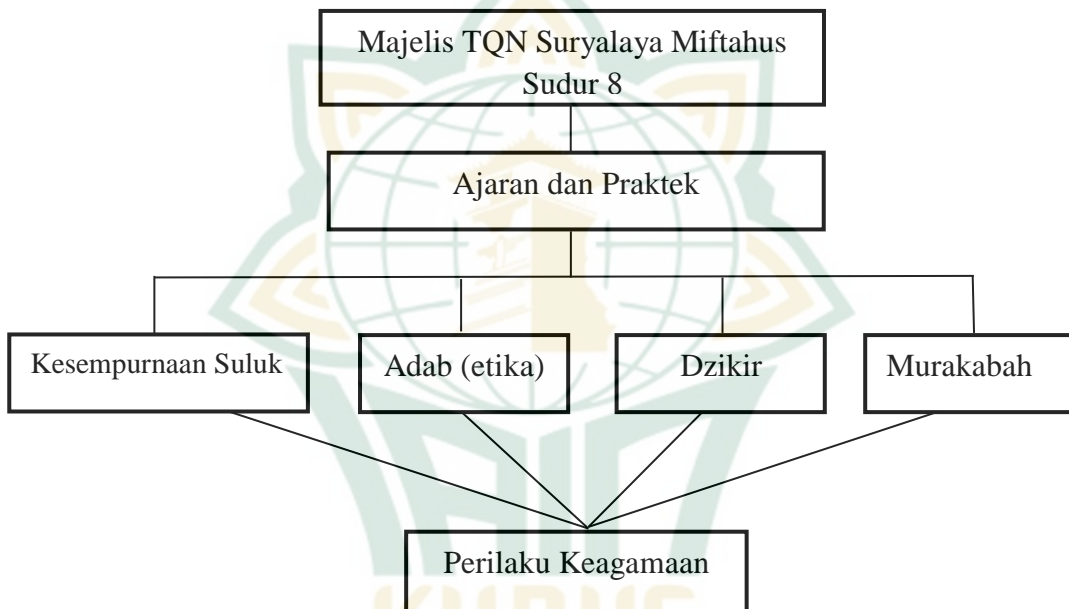 Majelis TQN Suryalaya Miftahus
Sudur 8
Ajaran dan Praktek
Kesempurnaan Suluk
Adab (etika)
Dzikir
Murakabah
Perilaku Keagamaan